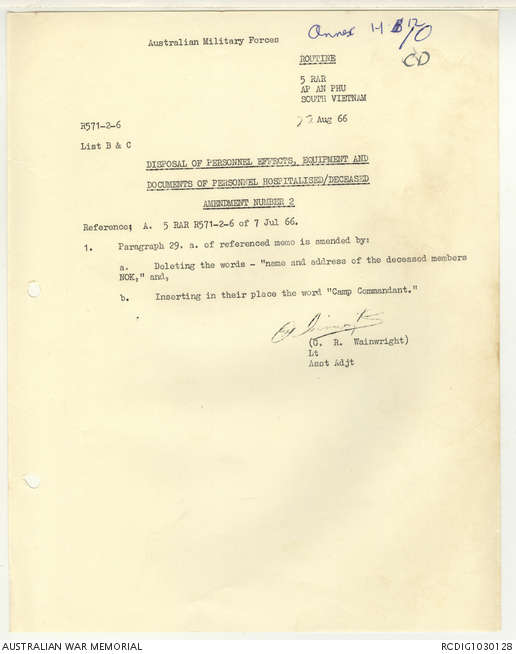 Australian Military Forces
Annex H
CD
ROUTINE
5 RAR
AP AN PHU
SOUTH VIETNAM
Aug 66
R571-2-6
List B & C
DISPOSAL OF PERSONNEL EFFECTS, EQUIPMENT AND
DOCUMENTS OF PERSONNEL HOSPITALISED/DECEASED
AMENDMENT NUMBER 2
Reference: A. 5 RAR R571-2-6 of 7 Jul 66.
1. Paragraph 29. a. of referenced memo is amended by:
a. Deleting the words - "name and address of the deceased members
NOK," and,
b. Inserting in their place the word "Camp Commandant."
(G. R. Wainwright)
Lt
Asst Adjt
AUSTRALIAN WAR MEMORIAL
RCDIG1030128